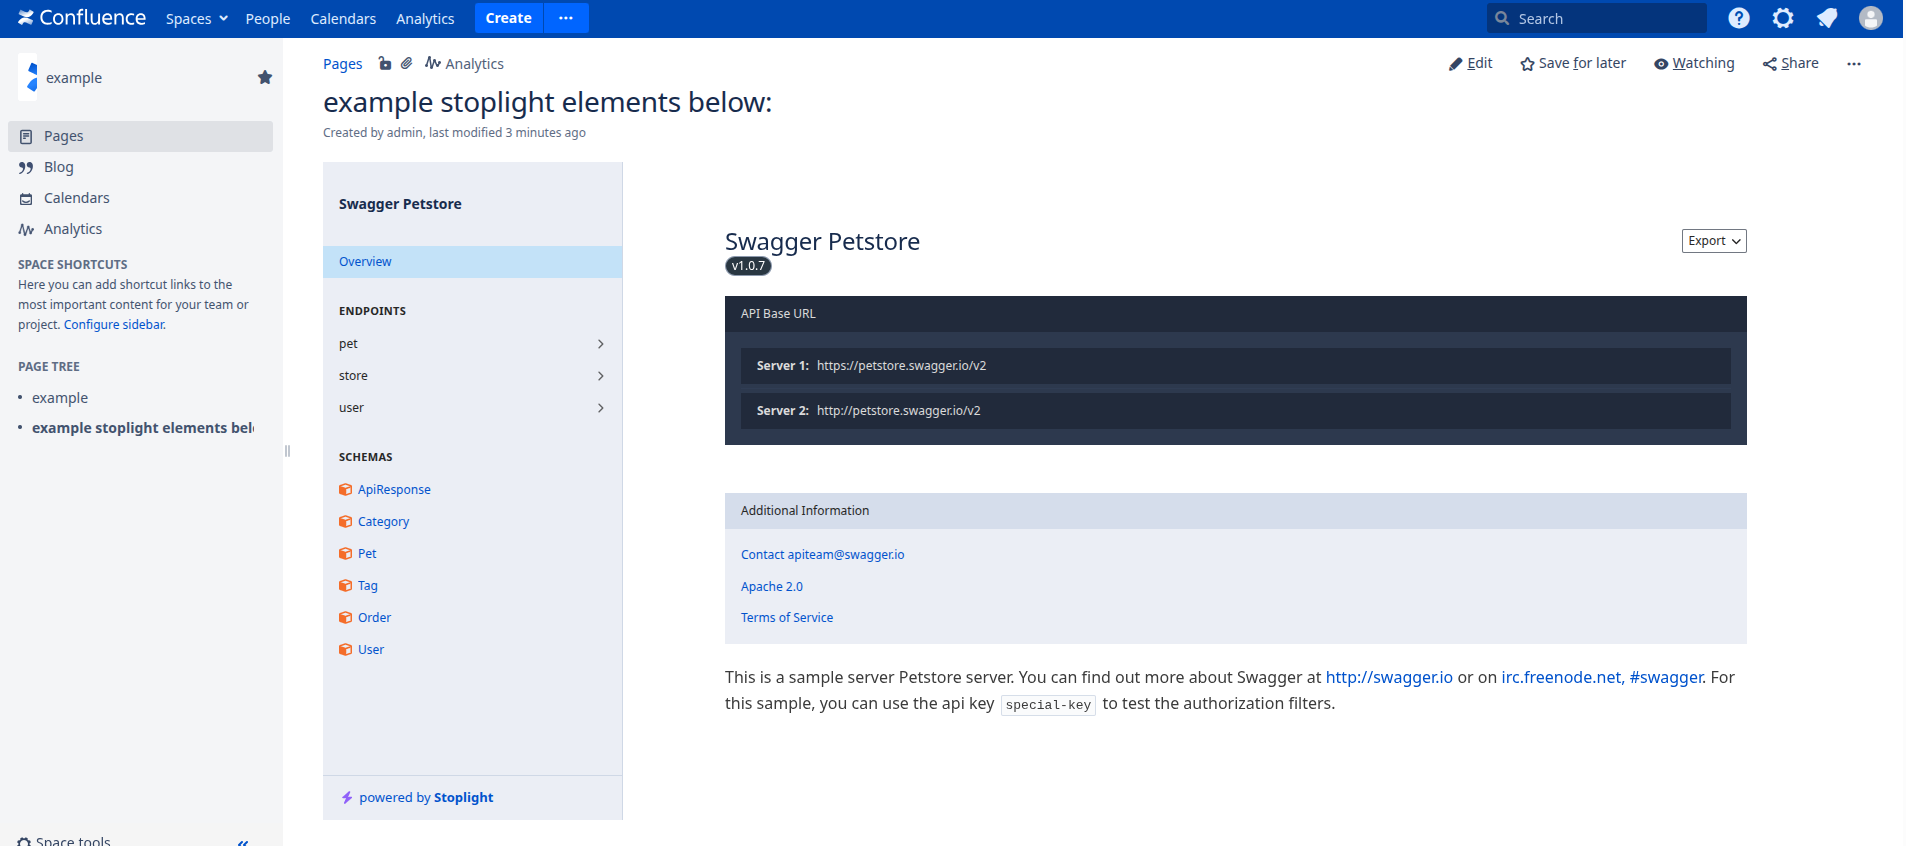 Confluence Spaces People Calendars Analytics Create ••• Search
example
Pages
Blog
Calendars
Analytics
SPACE SHORTCUTS
Here you can add shortcut links to the
most important content for your team or
project. Configure sidebar.
PAGE TREE
• example
• example stoplight elements bel
Space tools
Pages Analytics
Edit Save for later Watching Share •••
example stoplight elements below:
Created by admin, last modified 3 minutes ago
Swagger Petstore
Overview
ENDPOINTS
pet
store
user
SCHEMAS
ApiResponse
Category
Pet
Tag
Order
User
powered by Stoplight
Swagger Petstore
Export
v1.0.7
API Base URL
Server 1: https://petstore.swagger.io/v2
Server 2: http://petstore.swagger.io/v2
Additional Information
Contact apiteam@swagger.io
Apache 2.0
Terms of Service
This is a sample server Petstore server. You can find out more about Swagger at http://swagger.io or on irc.freenode.net, #swagger. For
this sample, you can use the api key special-key to test the authorization filters.